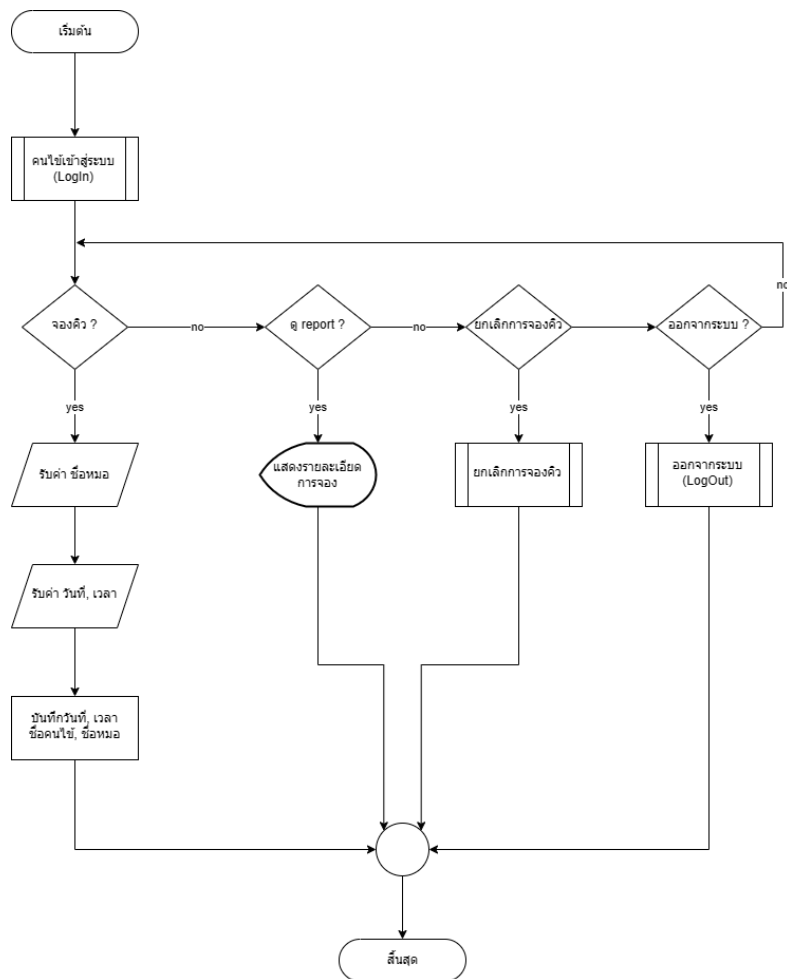 เริ่มต้น
คนไข้เข้าสู่ระบบ
(LogIn)
no
จองคิว ?
no
ดู report ?
no
ยกเลิกการจองคิว
ออกจากระบบ ?
yes
yes
yes
yes
รับค่า ชื่อหมอ
แสดงรายละเอียด
การจอง
ยกเลิกการจองคิว
ออกจากระบบ
(LogOut)
รับค่า วันที่, เวลา
บันทึกวันที่, เวลา
ชื่อคนไข้, ชื่อหมอ
สิ้นสุด